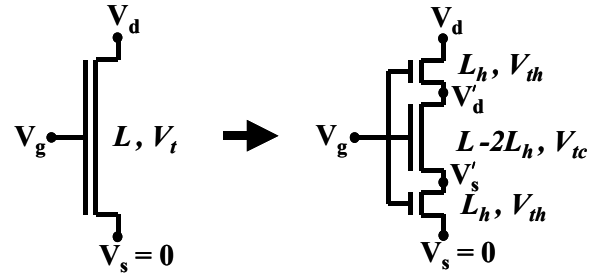 V_d
V_g
L , V_t
V_s = 0
V_d
L_h , V_th
V'_d
V_g
L -2L_h , V_tc
V'_s
L_h , V_th
V_s = 0